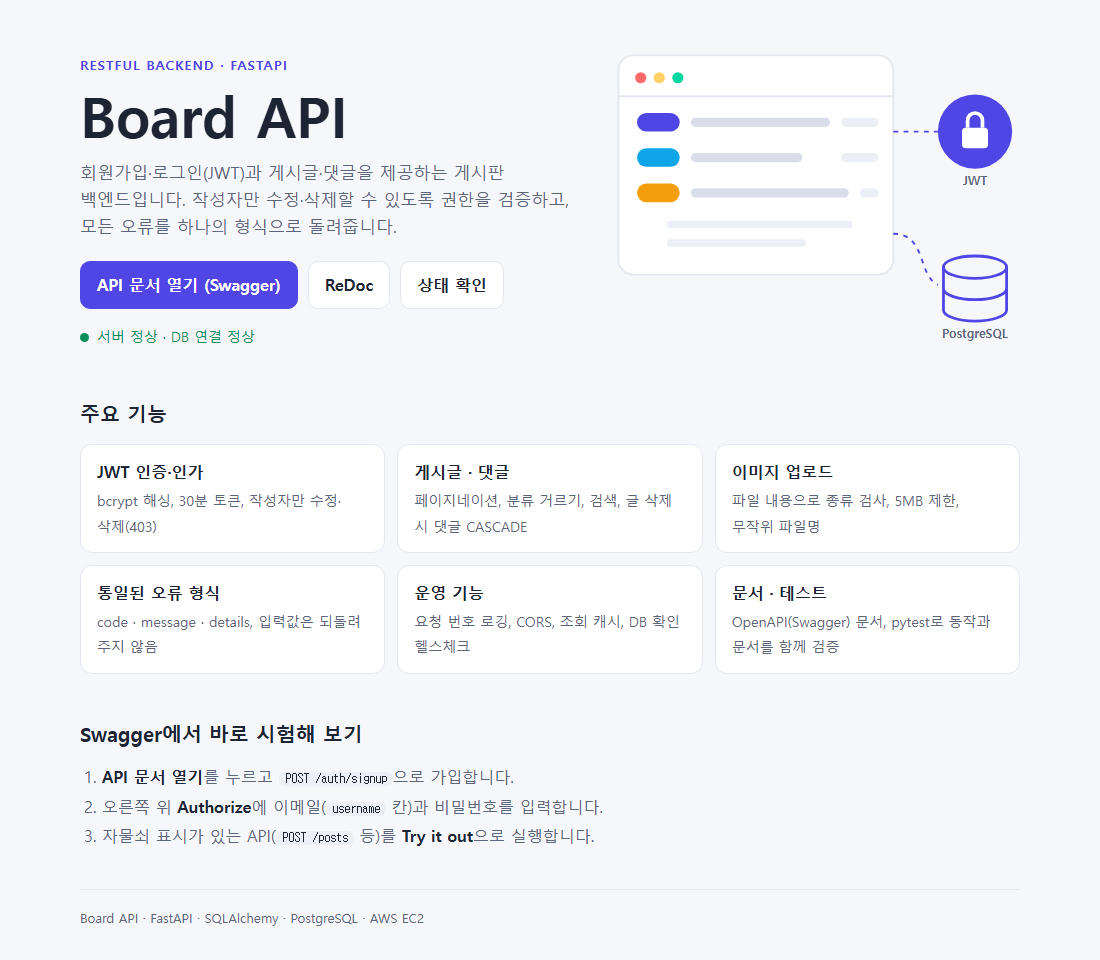 RESTFUL BACKEND · FASTAPI
Board API
회원가입·로그인(JWT)과 게시글·댓글을 제공하는 게시판
백엔드입니다. 작성자만 수정·삭제할 수 있도록 권한을 검증하고,
모든 오류를 하나의 형식으로 돌려줍니다.
API 문서 열기 (Swagger)
ReDoc
상태 확인
서버 정상 · DB 연결 정상
JWT
PostgreSQL
주요 기능
JWT 인증·인가
bcrypt 해싱, 30분 토큰, 작성자만 수정·
삭제(403)
게시글 · 댓글
페이지네이션, 분류 거르기, 검색, 글 삭제
시 댓글 CASCADE
이미지 업로드
파일 내용으로 종류 검사, 5MB 제한,
무작위 파일명
통일된 오류 형식
code · message · details, 입력값은 되돌려
주지 않음
운영 기능
요청 번호 로깅, CORS, 조회 캐시, DB 확인
헬스체크
문서 · 테스트
OpenAPI(Swagger) 문서, pytest로 동작과
문서를 함께 검증
Swagger에서 바로 시험해 보기
1. API 문서 열기를 누르고 POST /auth/signup으로 가입합니다.
2. 오른쪽 위 Authorize에 이메일(username 칸)과 비밀번호를 입력합니다.
3. 자물쇠 표시가 있는 API(POST /posts 등)를 Try it out으로 실행합니다.
Board API · FastAPI · SQLAlchemy · PostgreSQL · AWS EC2